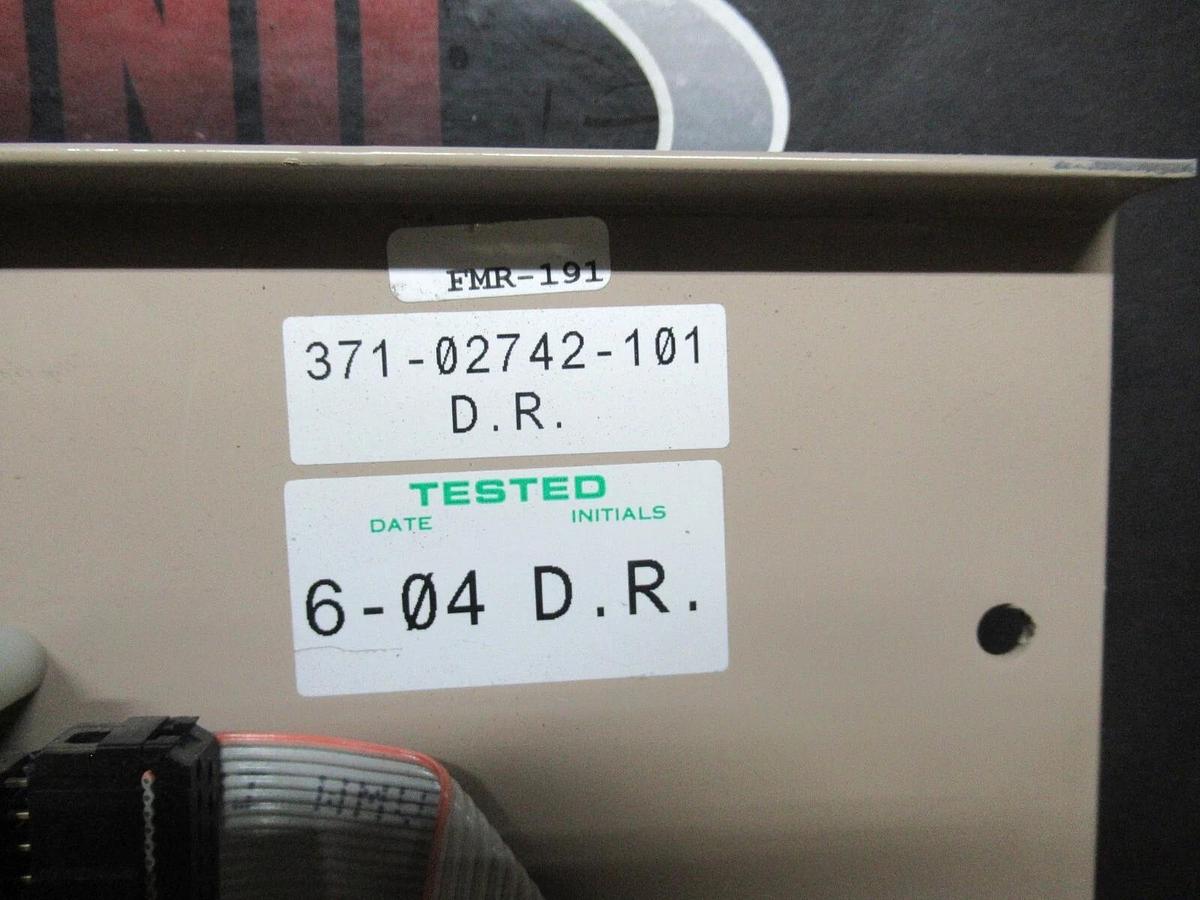 FMR-191
371-02742-101
D.R.
TESTED
DATE INITIALS
6-04 D.R.